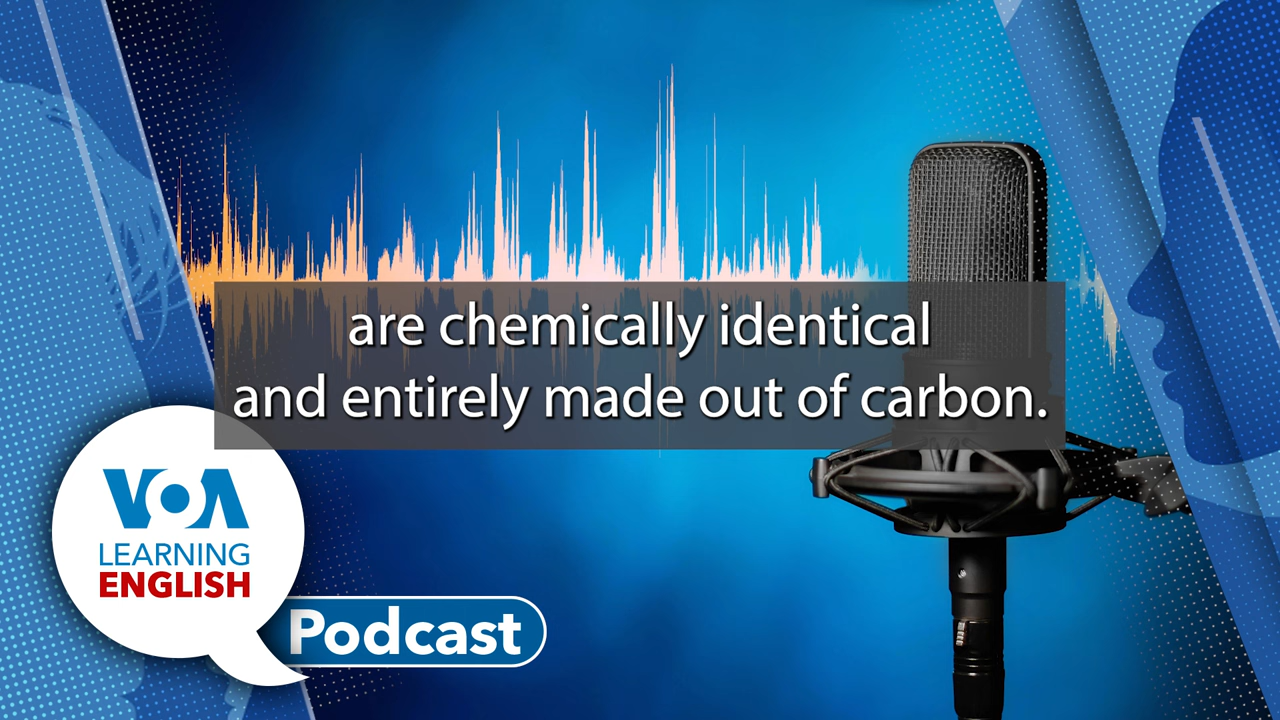 are chemically identical
and entirely made out of carbon.
VOA
LEARNING
ENGLISH
Podcast